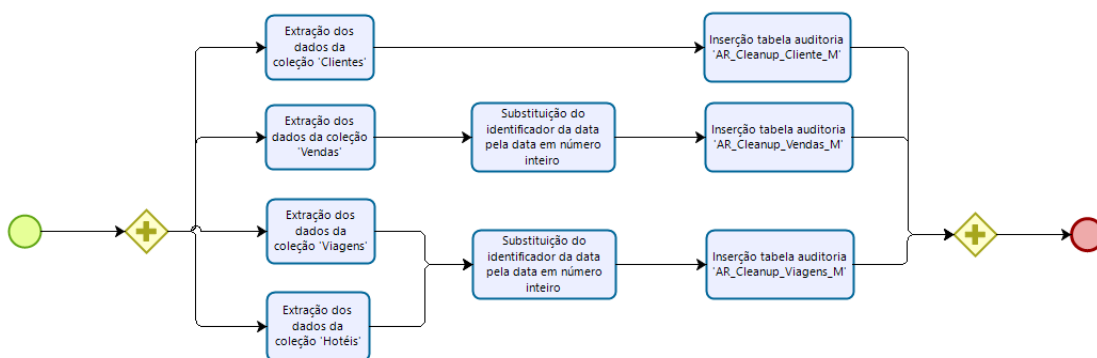 Extração dos
dados da
coleção 'Clientes'
Inserção tabela auditoria
'AR_Cleanup_Cliente_M'
Extração dos
dados da coleção
'Vendas'
Substituição do
identificador da data
pela data em número
inteiro
Inserção tabela auditoria
'AR_Cleanup_Vendas_M'
Extração dos
dados da
coleção 'Viagens'
Substituição do
identificador da data
pela data em número
inteiro
Inserção tabela auditoria
'AR_Cleanup_Viagens_M'
Extração dos
dados da
coleção 'Hotéis'